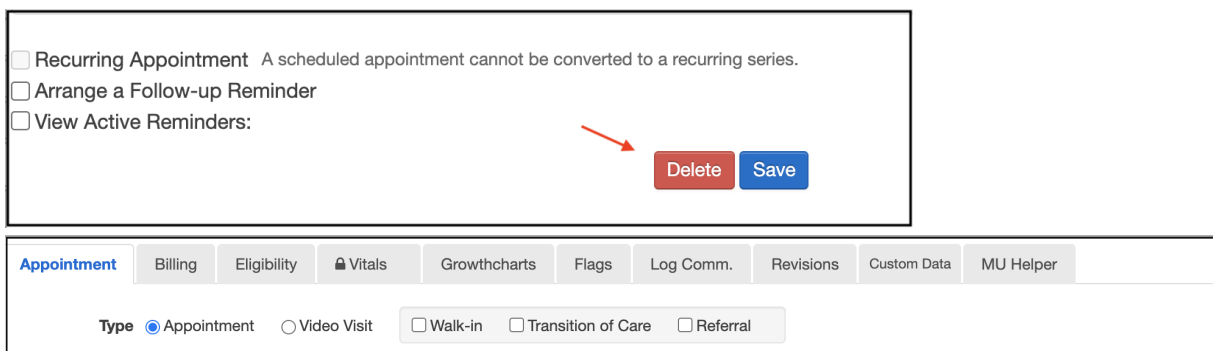 Recurring Appointment A scheduled appointment cannot be converted to a recurring series.
Arrange a Follow-up Reminder
View Active Reminders:
Delete Save
Appointment Billing Eligibility Vitals Growthcharts Flags Log Comm. Revisions Custom Data MU Helper
Type Appointment Video Visit Walk-in Transition of Care Referral